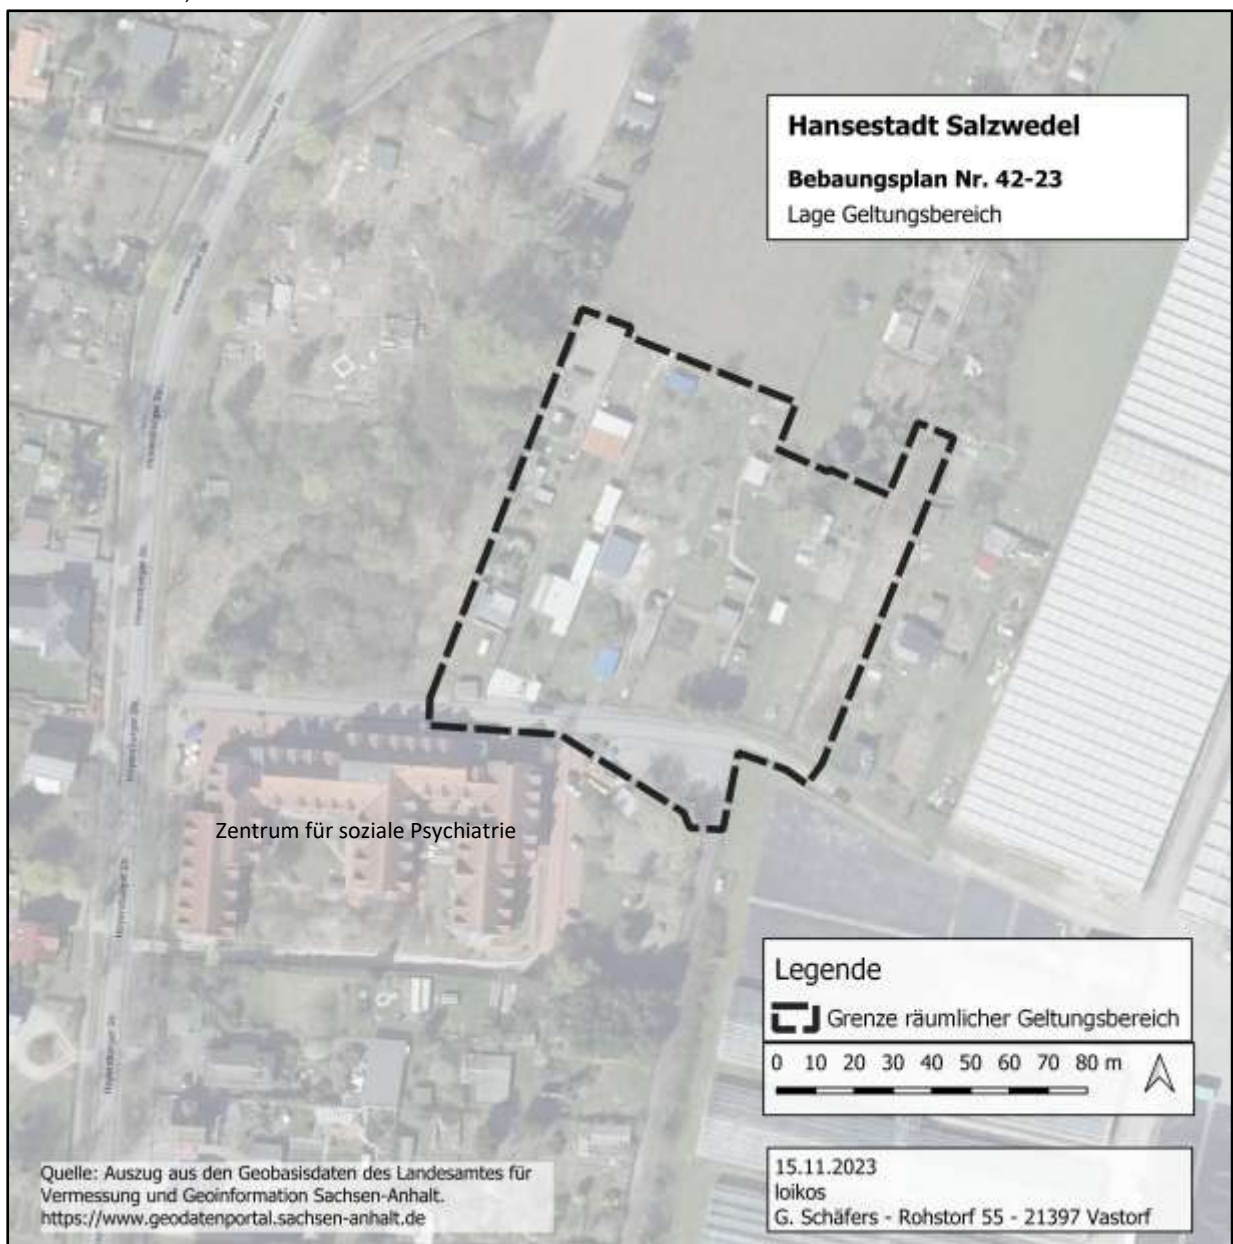 Hansestadt Salzwedel
Bebaungsplan Nr. 42-23
Lage Geltungsbereich
Zentrum für soziale Psychiatrie
Legende
Grenze räumlicher Geltungsbereich
0 10 20 30 40 50 60 70 80 m
15.11.2023
loikos
G. Schäfers - Rohstorf 55 - 21397 Vastorf
Quelle: Auszug aus den Geobasisdaten des Landesamtes für
Vermessung und Geoinformation Sachsen-Anhalt.
https://www.geodatenportal.sachsen-anhalt.de